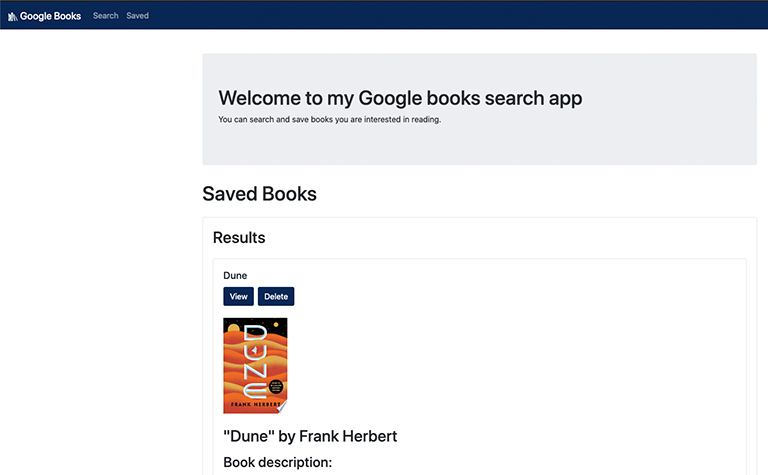 Google Books Search Saved
Welcome to my Google books search app
You can search and save books you are interested in reading.
Saved Books
Results
Dune
View Delete
DUNE
FRANK HERBERT
"Dune" by Frank Herbert
Book description: